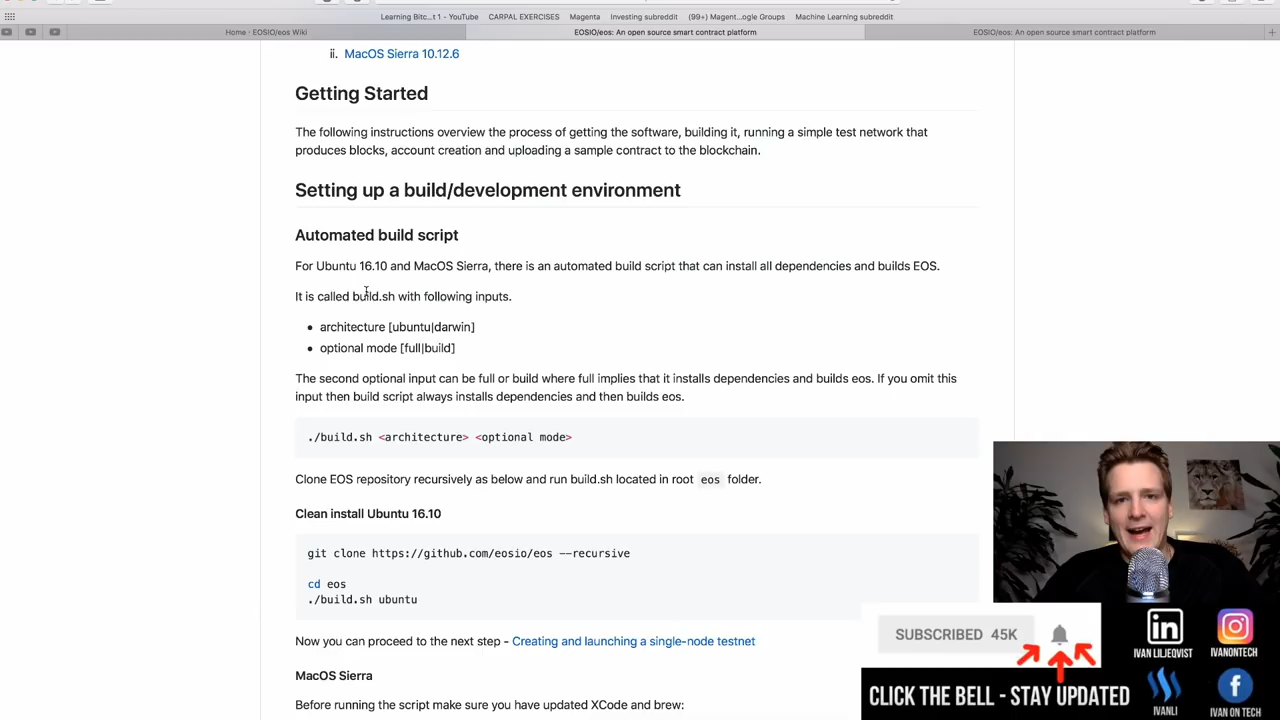 Learning Bitc...t 1 - YouTube
CARPAL EXERCISES
Magenta
Investing subreddit
(99+) Magent...ogle Groups
Machine Learning subreddit
Home · EOSIO/eos Wiki
EOSIO/eos: An open source smart contract platform
EOSIO/eos: An open source smart contract platform
ii. MacOS Sierra 10.12.6
Getting Started
The following instructions overview the process of getting the software, building it, running a simple test network that
produces blocks, account creation and uploading a sample contract to the blockchain.
Setting up a build/development environment
Automated build script
For Ubuntu 16.10 and MacOS Sierra, there is an automated build script that can install all dependencies and builds EOS.
It is called build.sh with following inputs.
• architecture [ubuntu|darwin]
• optional mode [full|build]
The second optional input can be full or build where full implies that it installs dependencies and builds eos. If you omit this
input then build script always installs dependencies and then builds eos.
./build.sh <architecture> <optional mode>
Clone EOS repository recursively as below and run build.sh located in root eos folder.
Clean install Ubuntu 16.10
git clone https://github.com/eosio/eos --recursive
cd eos
./build.sh ubuntu
Now you can proceed to the next step - Creating and launching a single-node testnet
MacOS Sierra
Before running the script make sure you have updated XCode and brew:
SUBSCRIBED 45K
CLICK THE BELL - STAY UPDATED
in
IVAN LILJEQVIST
IVANONTECH
IVANLI
f
IVAN ON TECH